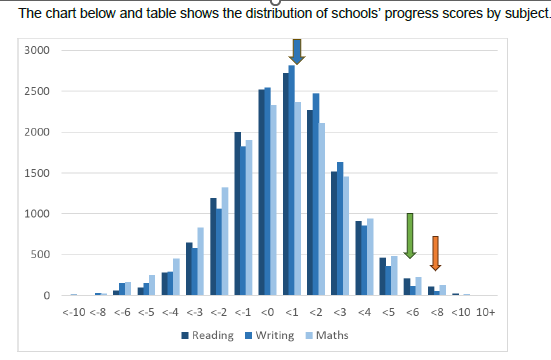 The chart below and table shows the distribution of schools' progress scores by subject.
3000
2500
2000
1500
1000
500
0
<-10 <-8 <-6 <-5 <-4 <-3 <-2 <-1 <0 <1 <2 <3 <4 <5 <6 <8 <10 10+
Reading Writing Maths